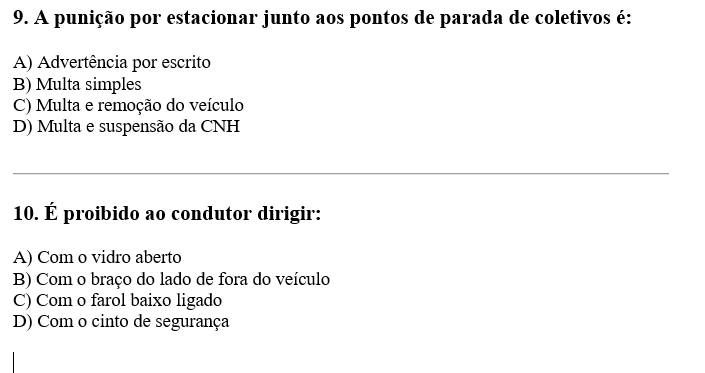 9. A punição por estacionar junto aos pontos de parada de coletivos é:
A) Advertência por escrito
B) Multa simples
C) Multa e remoção do veículo
D) Multa e suspensão da CNH
10. É proibido ao condutor dirigir:
A) Com o vidro aberto
B) Com o braço do lado de fora do veículo
C) Com o farol baixo ligado
D) Com o cinto de segurança